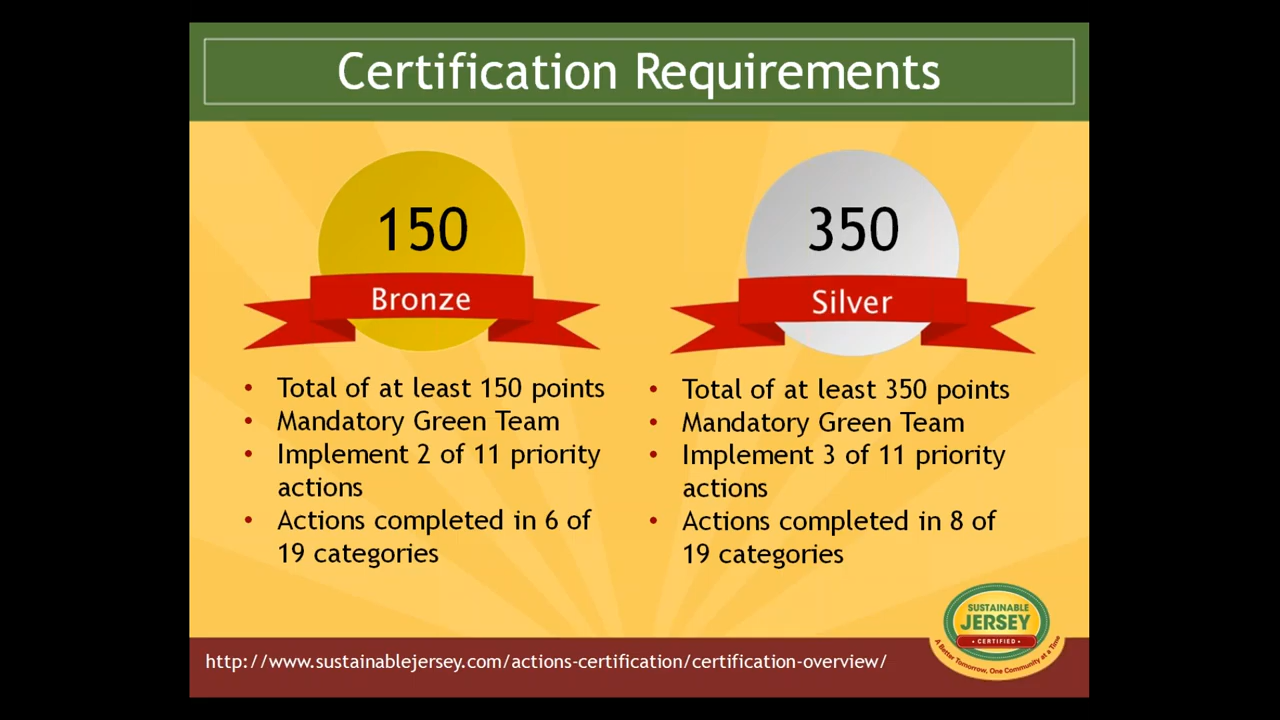 Certification Requirements
150
Bronze
350
Silver
• Total of at least 150 points
• Mandatory Green Team
• Implement 2 of 11 priority
actions
• Actions completed in 6 of
19 categories
• Total of at least 350 points
• Mandatory Green Team
• Implement 3 of 11 priority
actions
• Actions completed in 8 of
19 categories
http://www.sustainablejersey.com/actions-certification/certification-overview/
SUSTAINABLE
JERSEY
• CERTIFIED •
A Better Tomorrow, One Community at a Time